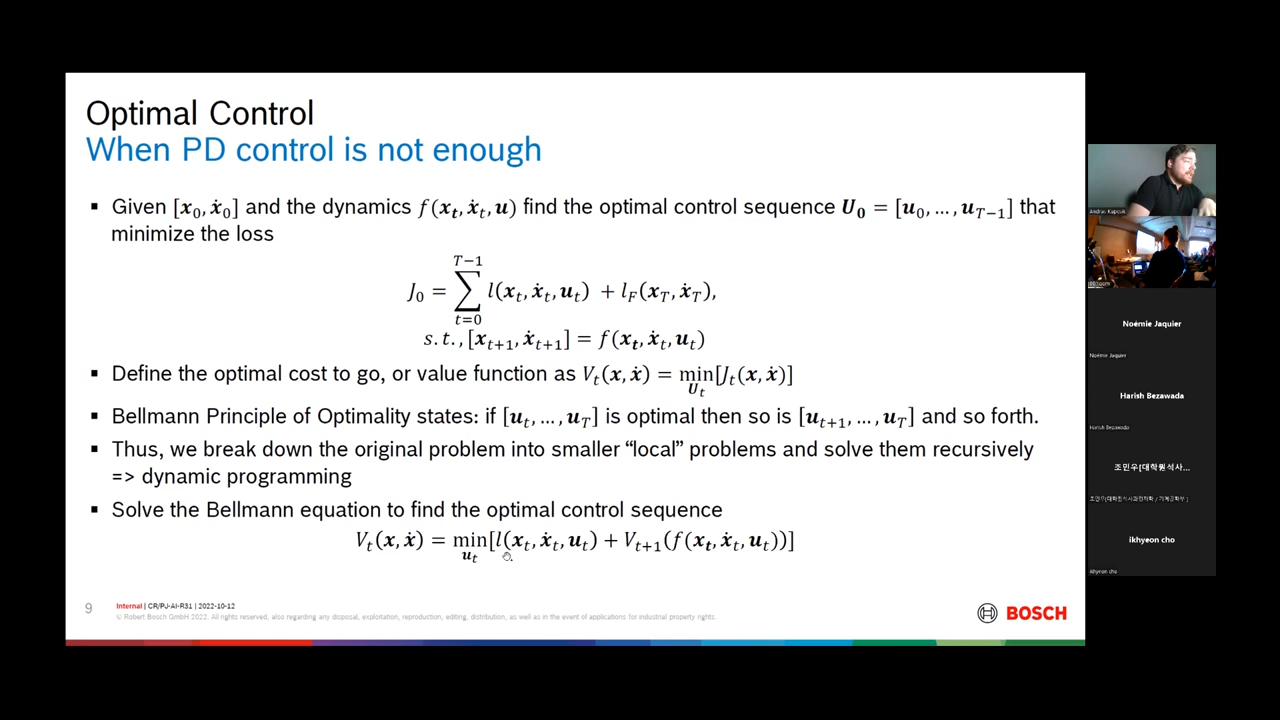 Optimal Control
When PD control is not enough
▪ Given [x₀, ẋ₀] and the dynamics f(xₜ, ẋₜ, u) find the optimal control sequence U₀ = [u₀, … , u_{T−1}] that
minimize the loss
J₀ = ∑_{t=0}^{T−1} l(xₜ, ẋₜ, uₜ) + l_F(x_T, ẋ_T),
s.t., [x_{t+1}, ẋ_{t+1}] = f(xₜ, ẋₜ, uₜ)
▪ Define the optimal cost to go, or value function as Vₜ(x, ẋ) = min_{Uₜ}[Jₜ(x, ẋ)]
▪ Bellmann Principle of Optimality states: if [uₜ, … , u_T] is optimal then so is [u_{t+1}, … , u_T] and so forth.
▪ Thus, we break down the original problem into smaller “local” problems and solve them recursively
=> dynamic programming
▪ Solve the Bellmann equation to find the optimal control sequence
Vₜ(x, ẋ) = min_{uₜ}[l(xₜ, ẋₜ, uₜ) + V_{t+1}(f(xₜ, ẋₜ, uₜ))]
9
Internal | CR/PJ-AI-R31 | 2022-10-12
© Robert Bosch GmbH 2022. All rights reserved, also regarding any disposal, exploitation, reproduction, editing, distribution, as well as in the event of applications for industrial property rights.
BOSCH
Andras Kupcsik
Noémie Jaquier
Noémie Jaquier
Harish Bezawada
Harish Bezawada
조민우[대학원석사...
조민우[대학원석사과정재학 / 기계공학부]
ikhyeon cho
ikhyeon cho